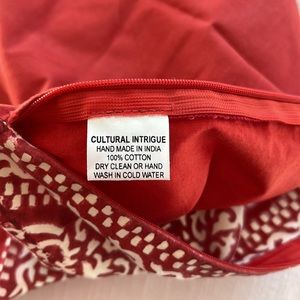 CULTURAL INTRIGUE
HAND MADE IN INDIA
100% COTTON
DRY CLEAN OR HAND
WASH IN COLD WATER